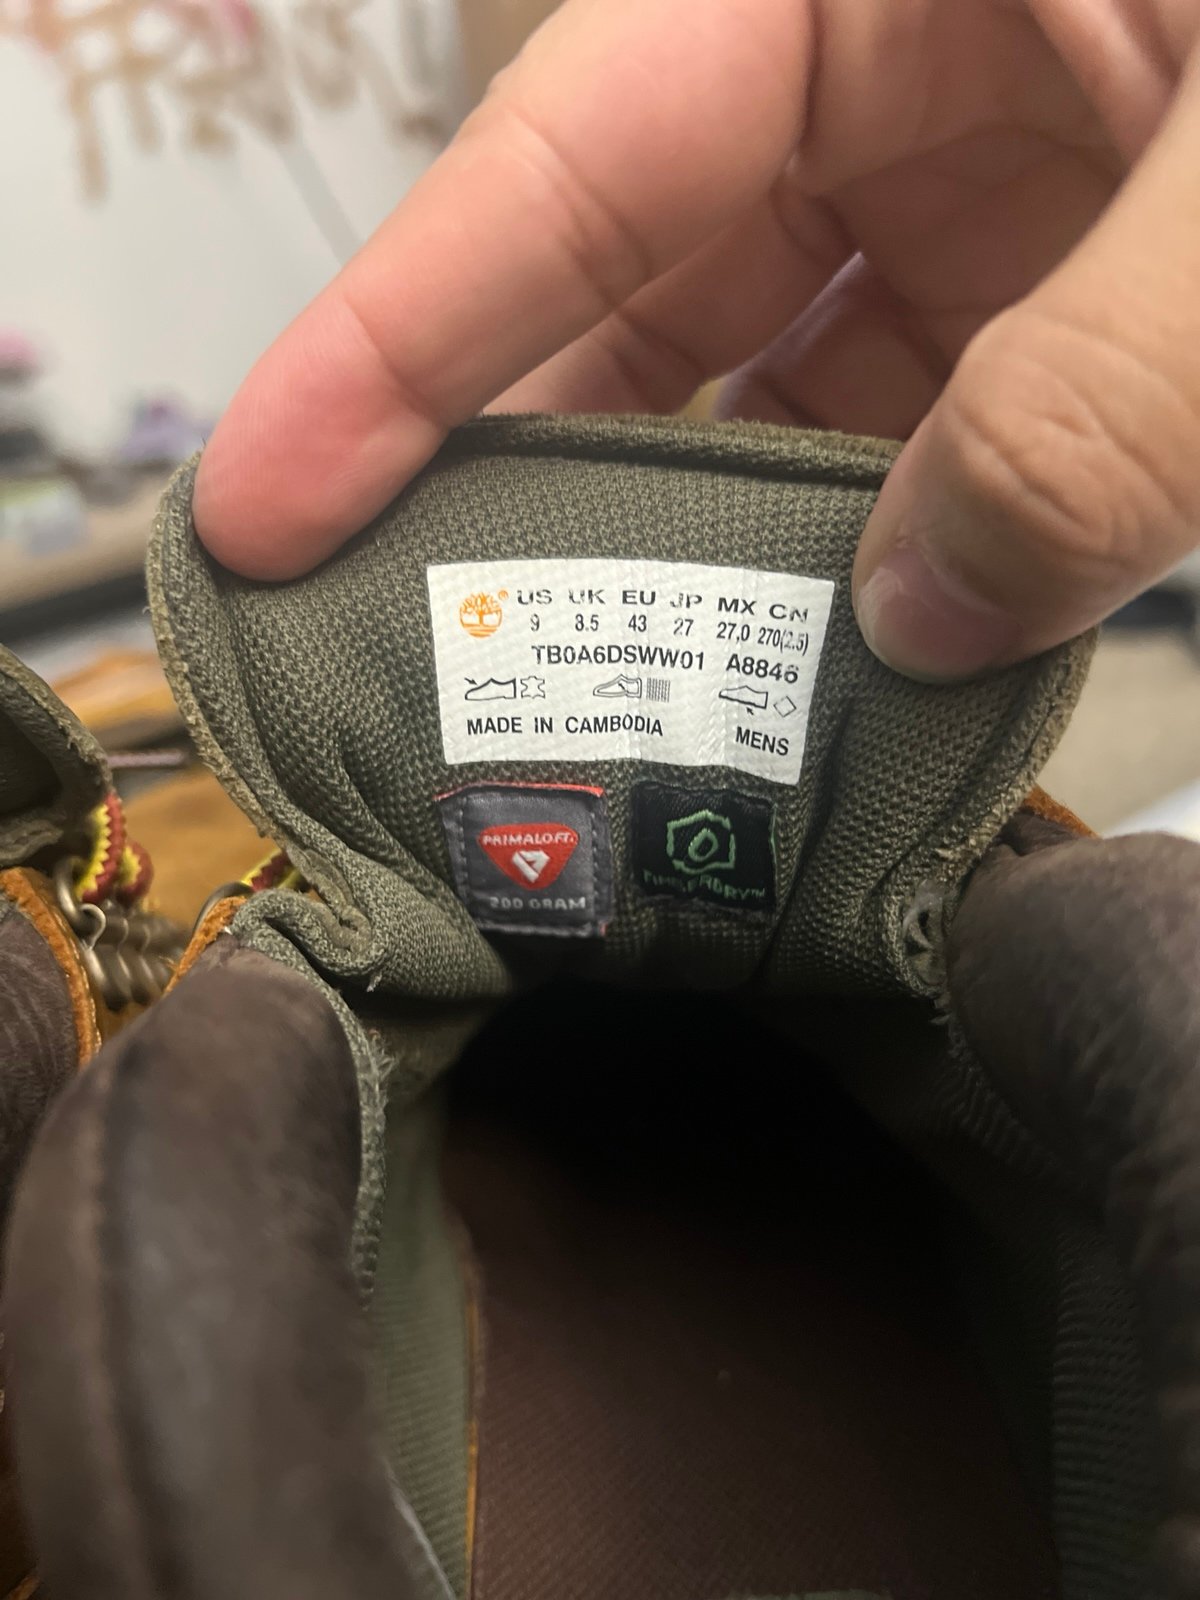 US UK EU JP MX CN
9 8.5 43 27 27.0 270(2.5)
TB0A6DSWW01 A8846
MADE IN CAMBODIA MENS
PRIMALOFT®
200 GRAM
TIMBERDRY™